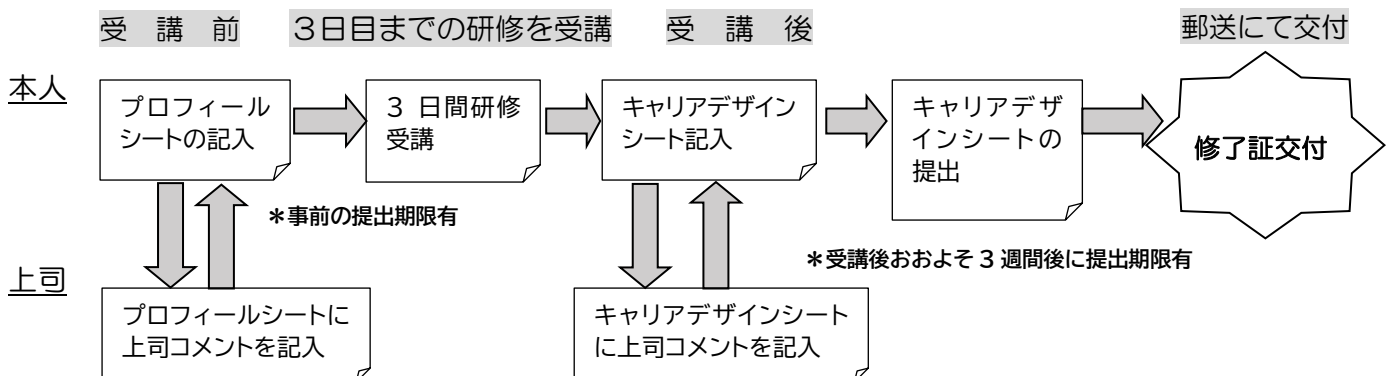 受 講 前 3日目までの研修を受講 受 講 後 郵送にて交付
本人
プロフィール
シートの記入
3 日間研修
受講
キャリアデザイン
シート記入
キャリアデザ
インシートの
提出
修了証交付
＊事前の提出期限有
＊受講後おおよそ 3 週間後に提出期限有
上司
プロフィールシートに
上司コメントを記入
キャリアデザインシート
に上司コメントを記入